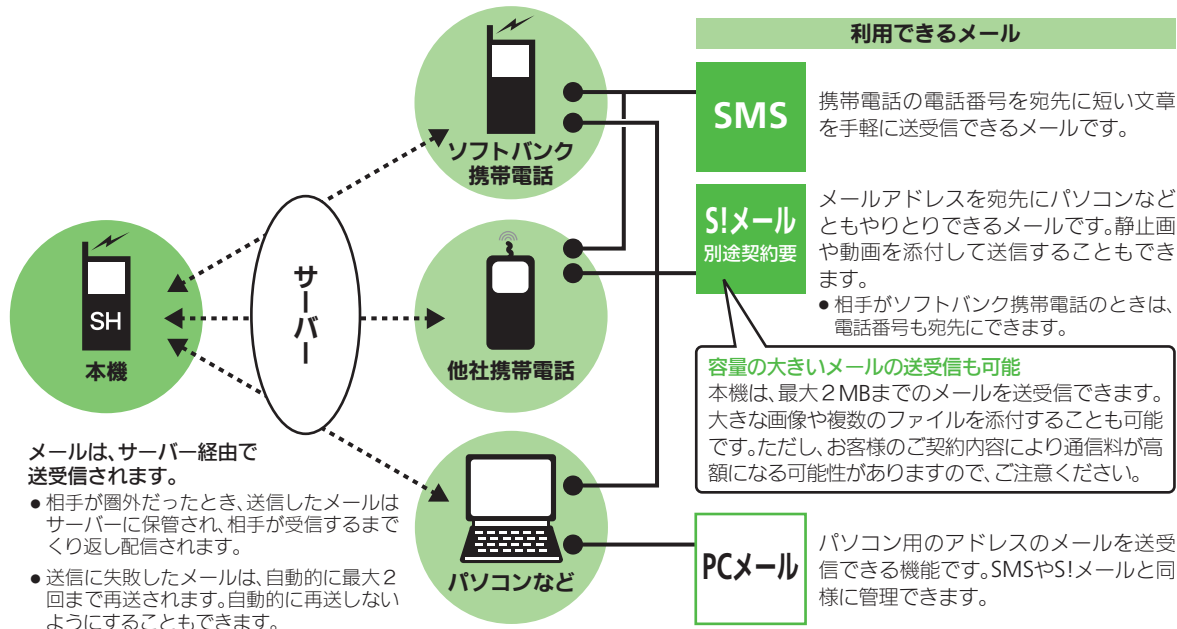 ソフトバンク
携帯電話
SH
本機
サーバー
他社携帯電話
パソコンなど
メールは、サーバー経由で
送受信されます。
● 相手が圏外だったとき、送信したメールは
サーバーに保管され、相手が受信するまで
くり返し配信されます。
● 送信に失敗したメールは、自動的に最大2
回まで再送されます。自動的に再送しない
ようにすることもできます。
利用できるメール
SMS
携帯電話の電話番号を宛先に短い文章
を手軽に送受信できるメールです。
S!メール
別途契約要
メールアドレスを宛先にパソコンなど
ともやりとりできるメールです。静止画
や動画を添付して送信することもでき
ます。
● 相手がソフトバンク携帯電話のときは、
電話番号も宛先にできます。
容量の大きいメールの送受信も可能
本機は、最大2MBまでのメールを送受信できます。
大きな画像や複数のファイルを添付することも可能
です。ただし、お客様のご契約内容により通信料が高
額になる可能性がありますので、ご注意ください。
PCメール
パソコン用のアドレスのメールを送受
信できる機能です。SMSやS!メールと同
様に管理できます。